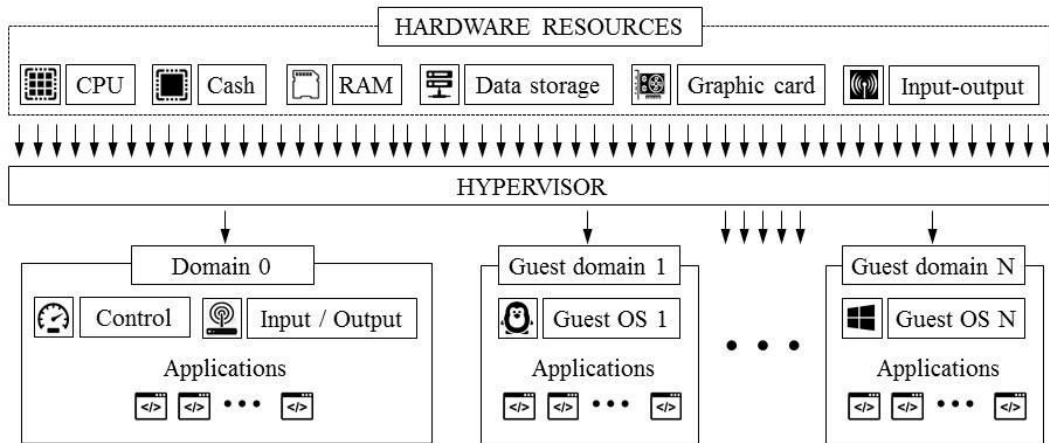 HARDWARE RESOURCES
CPU Cash RAM Data storage Graphic card Input-output
HYPERVISOR
Domain 0 Guest domain 1 Guest domain N
Control Input / Output Guest OS 1 Guest OS N
Applications Applications Applications
</> </> ••• </> </> </> ••• </> </> </> ••• </>